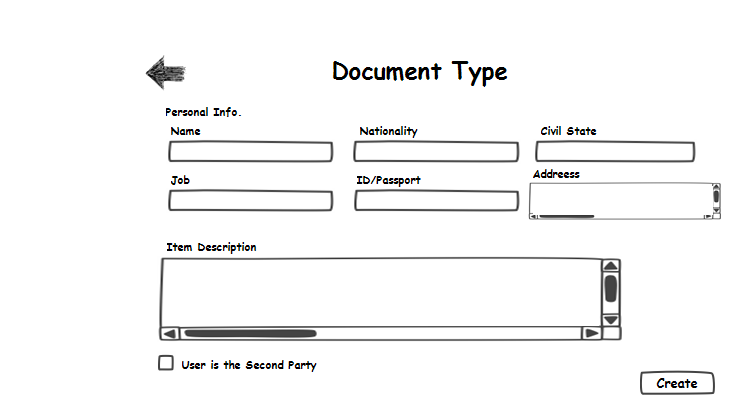 Document Type
Personal Info.
Name
Nationality
Civil State
Job
ID/Passport
Addreess
Item Description
User is the Second Party
Create